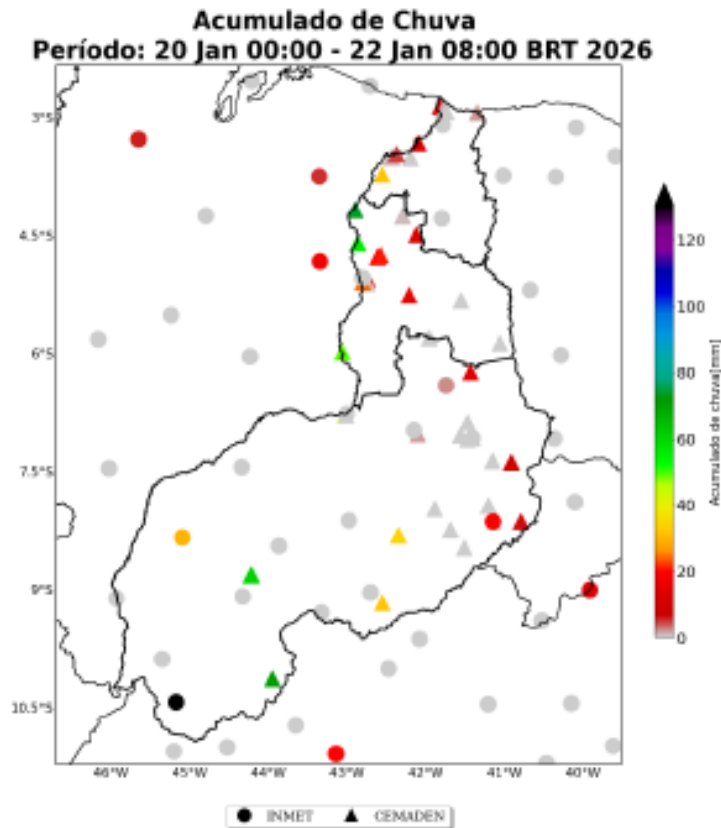 Acumulado de Chuva
Período: 20 Jan 00:00 - 22 Jan 08:00 BRT 2026
3°S
4.5°S
6°S
7.5°S
9°S
10.5°S
46°W 45°W 44°W 43°W 42°W 41°W 40°W
120
100
80
60
40
20
0
Acumulado de chuva[mm]
INMET CEMADEN